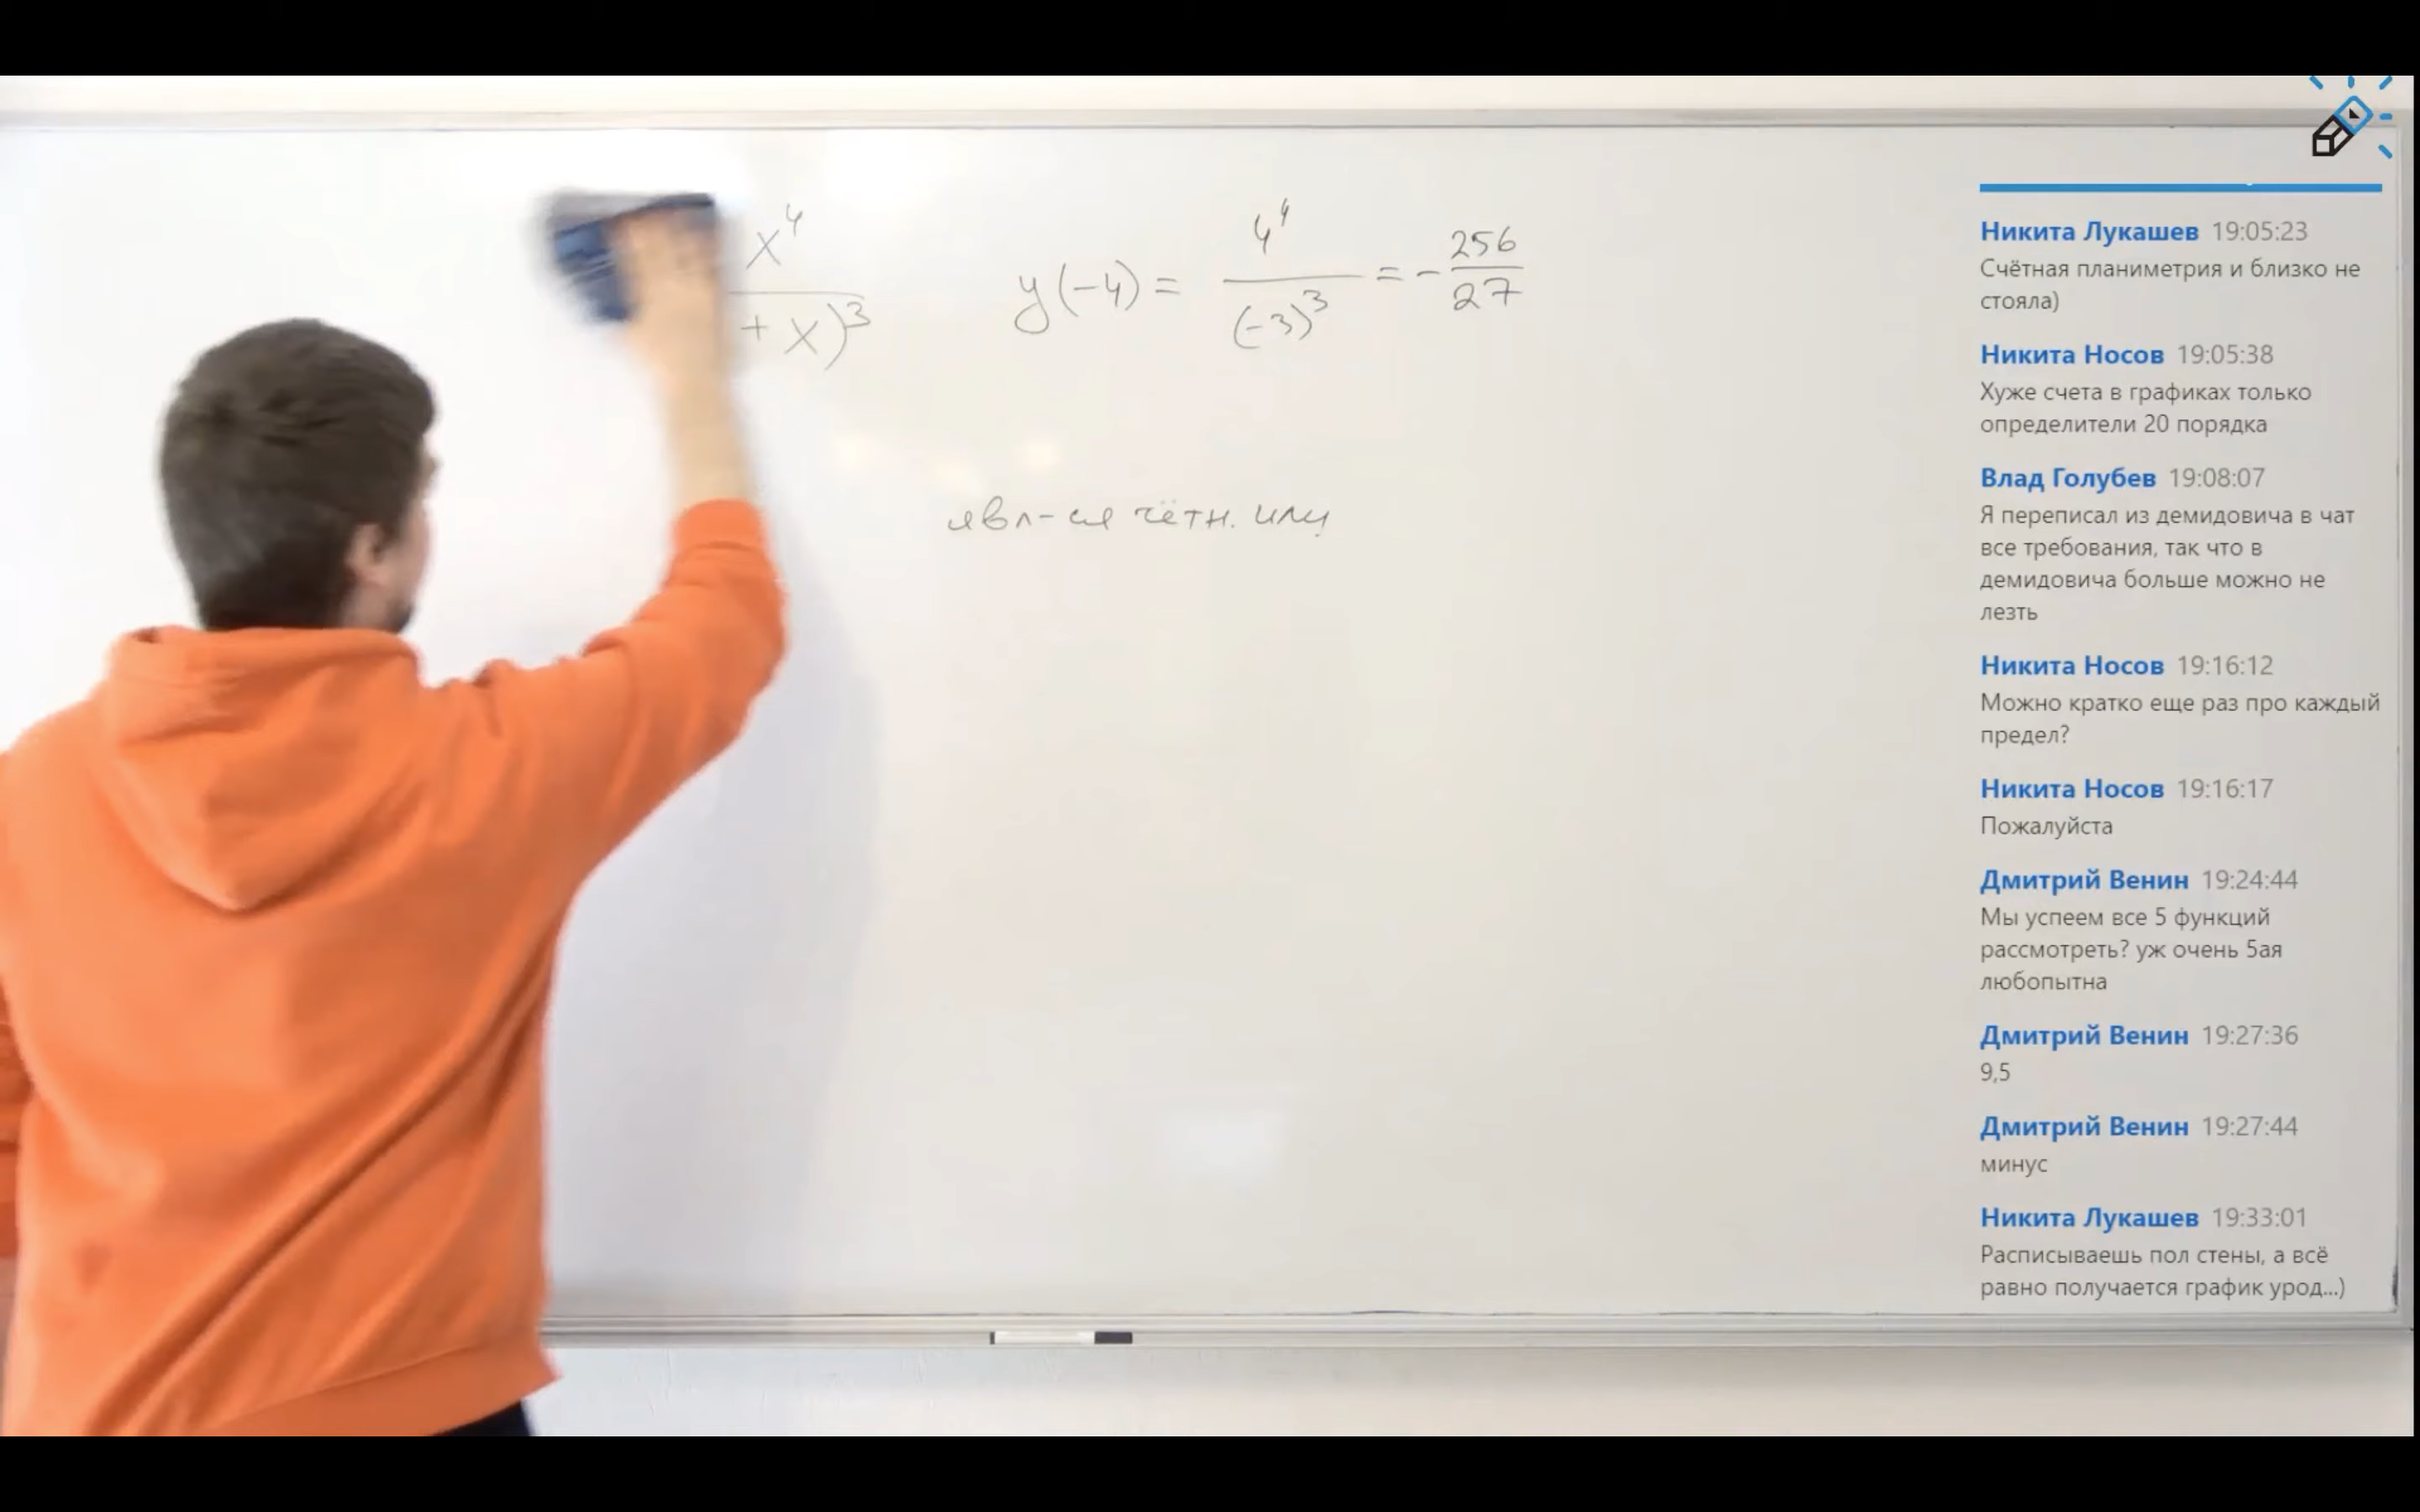 x⁴
+ x)³
y(-4) = 4⁴ / (-3)³ = - 256 / 27
явл-ся чётн. или
Никита Лукашев 19:05:23
Счётная планиметрия и близко не
стояла)
Никита Носов 19:05:38
Хуже счета в графиках только
определители 20 порядка
Влад Голубев 19:08:07
Я переписал из демидовича в чат
все требования, так что в
демидовича больше можно не
лезть
Никита Носов 19:16:12
Можно кратко еще раз про каждый
предел?
Никита Носов 19:16:17
Пожалуйста
Дмитрий Венин 19:24:44
Мы успеем все 5 функций
рассмотреть? уж очень 5ая
любопытна
Дмитрий Венин 19:27:36
9,5
Дмитрий Венин 19:27:44
минус
Никита Лукашев 19:33:01
Расписываешь пол стены, а всё
равно получается график урод...)